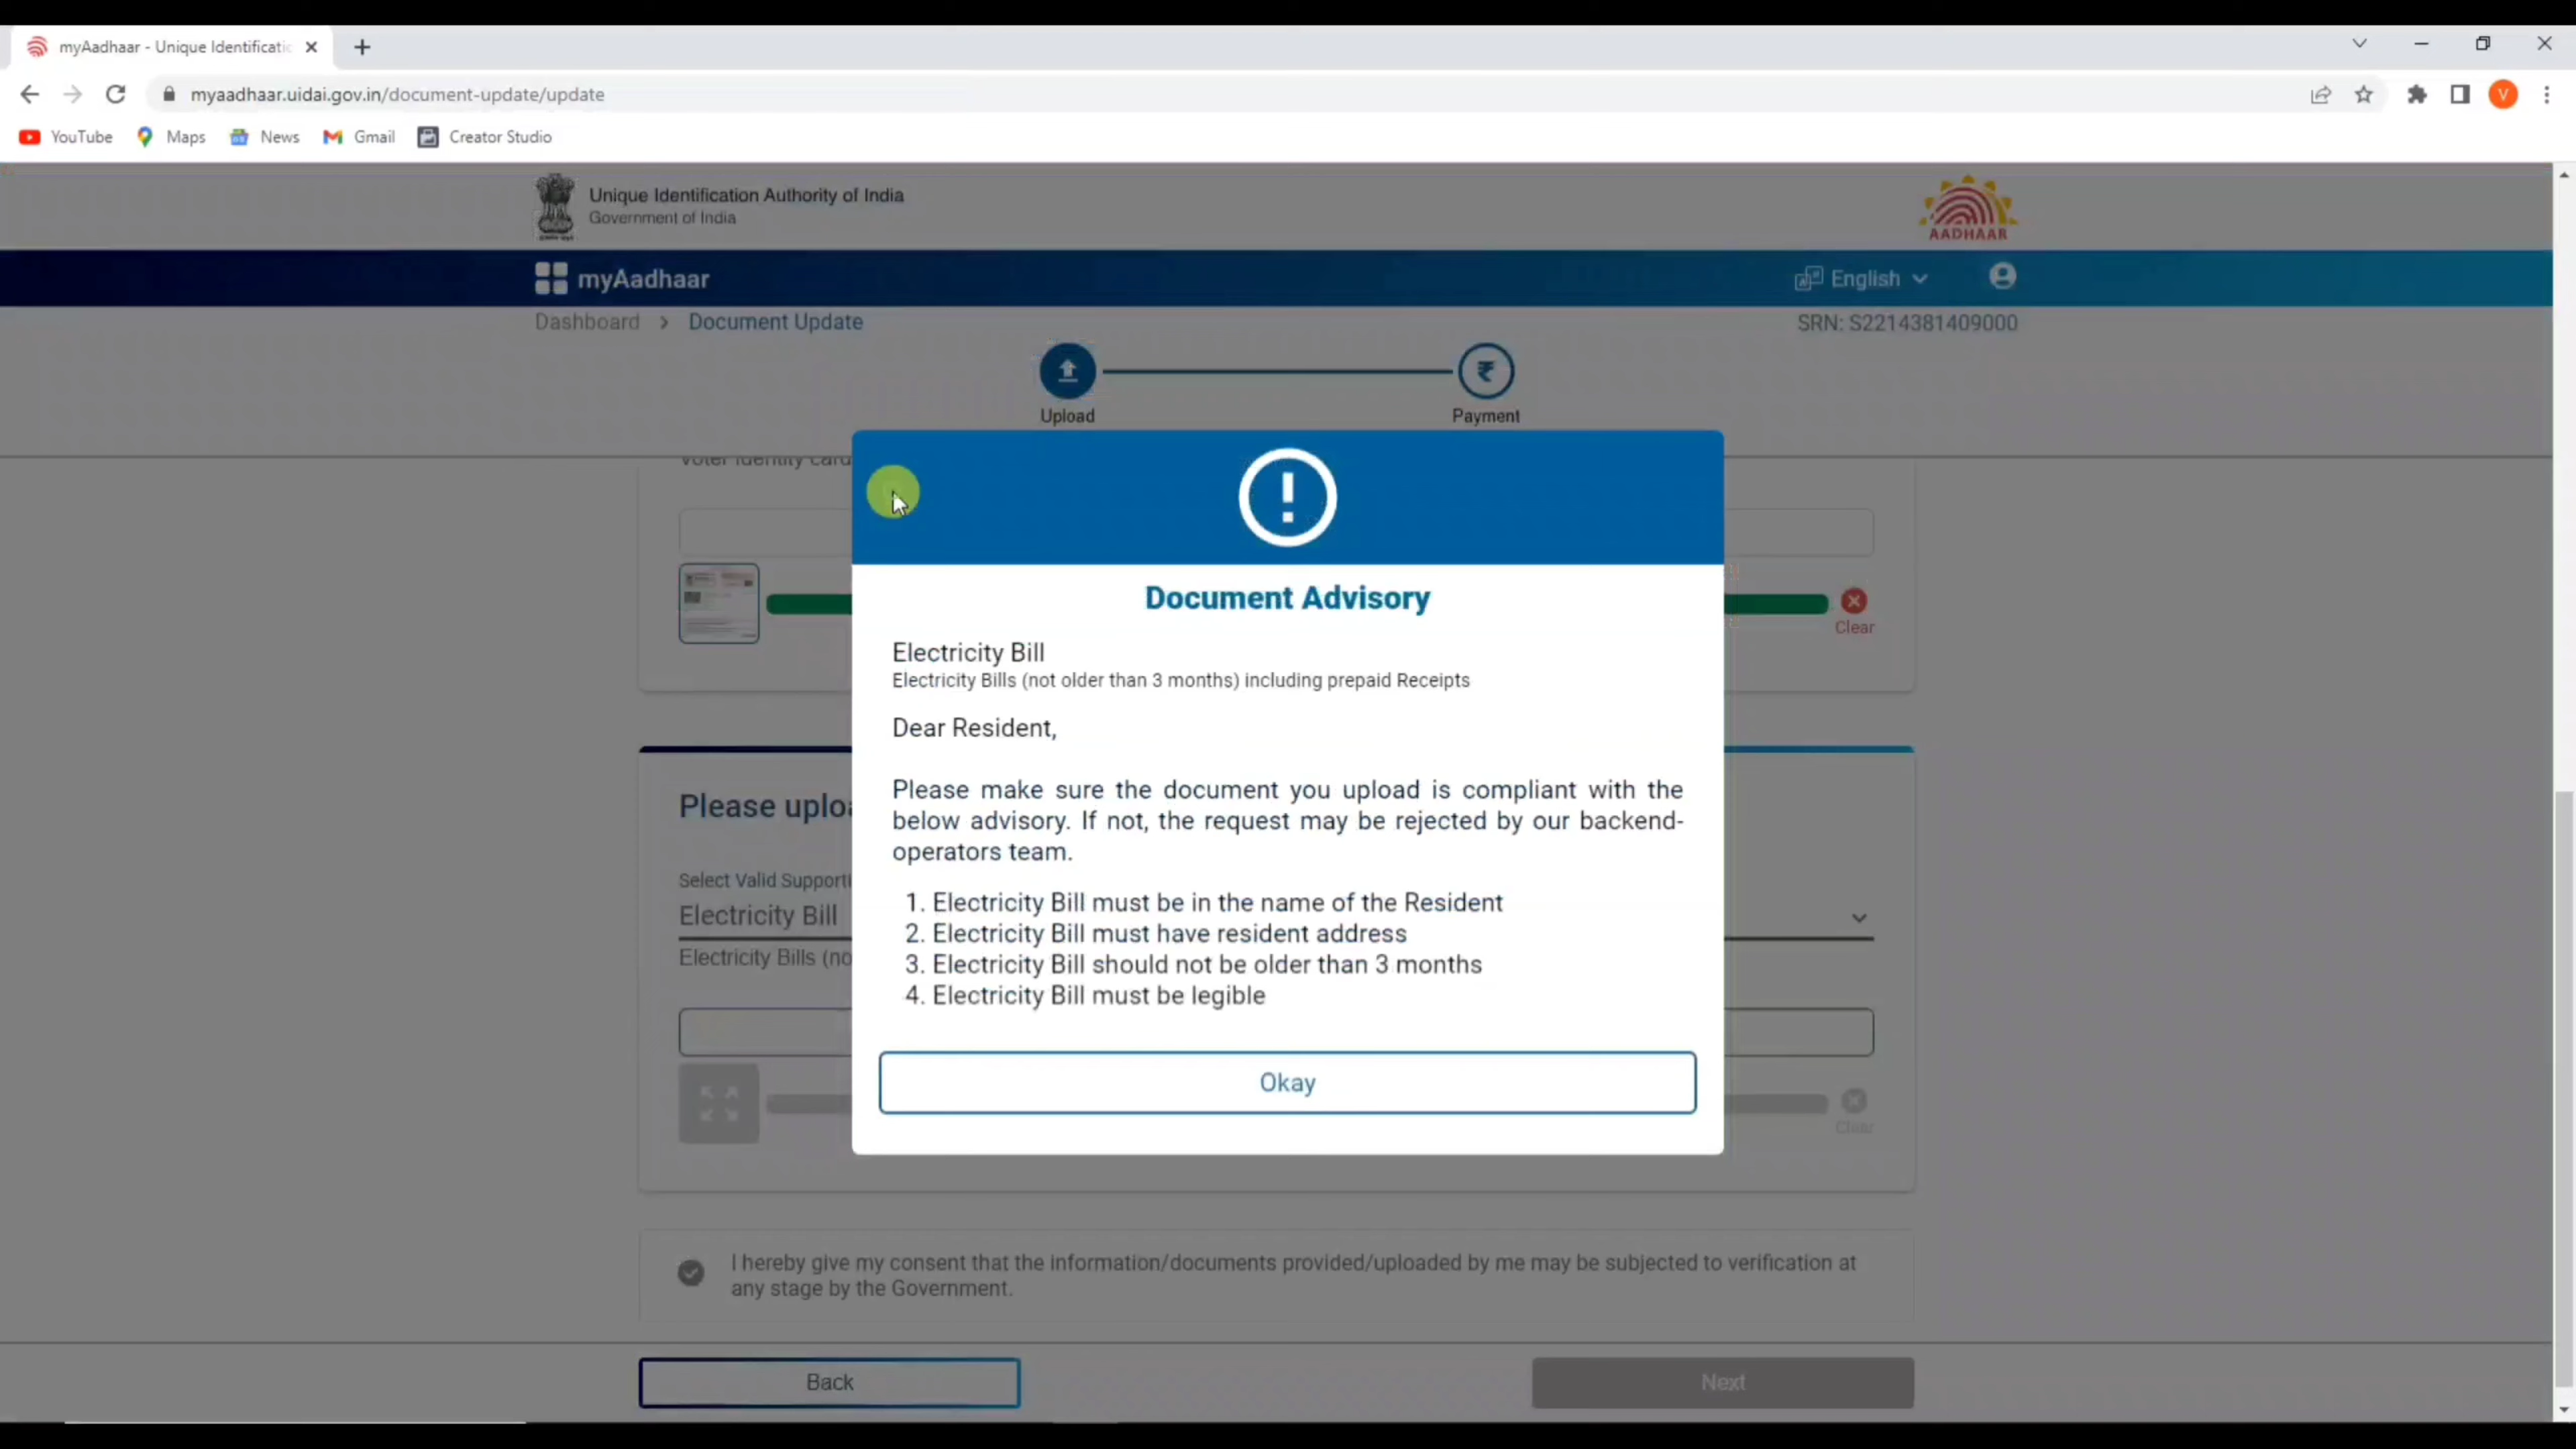 myAadhaar - Unique Identificatic
myaadhaar.uidai.gov.in/document-update/update
V
YouTube
Maps
News
Gmail
Creator Studio
Unique Identification Authority of India
Government of India
AADHAAR
myAadhaar
English
Dashboard > Document Update
SRN: S2214381409000
Upload
Payment
Voter Identity card
Clear
Document Advisory
Electricity Bill
Electricity Bills (not older than 3 months) including prepaid Receipts
Dear Resident,
Please make sure the document you upload is compliant with the
below advisory. If not, the request may be rejected by our backend-
operators team.
1. Electricity Bill must be in the name of the Resident
2. Electricity Bill must have resident address
3. Electricity Bill should not be older than 3 months
4. Electricity Bill must be legible
Okay
Please uploa
Select Valid Supporti
Electricity Bill
Electricity Bills (no
Clear
I hereby give my consent that the information/documents provided/uploaded by me may be subjected to verification at
any stage by the Government.
Back
Next